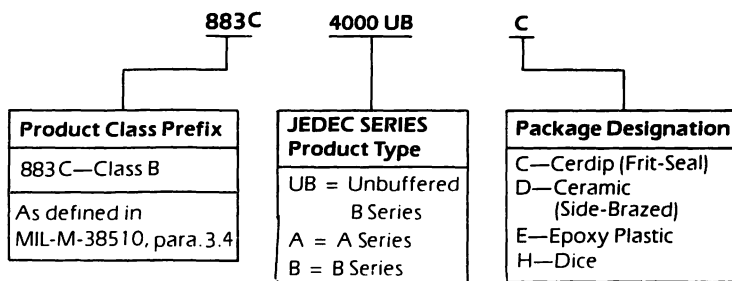 883C 4000 UB C
Product Class Prefix
883C—Class B
As defined in
MIL-M-38510, para.3.4
JEDEC SERIES
Product Type
UB = Unbuffered
B Series
A = A Series
B = B Series
Package Designation
C—Cerdip (Frit-Seal)
D—Ceramic
(Side-Brazed)
E—Epoxy Plastic
H—Dice